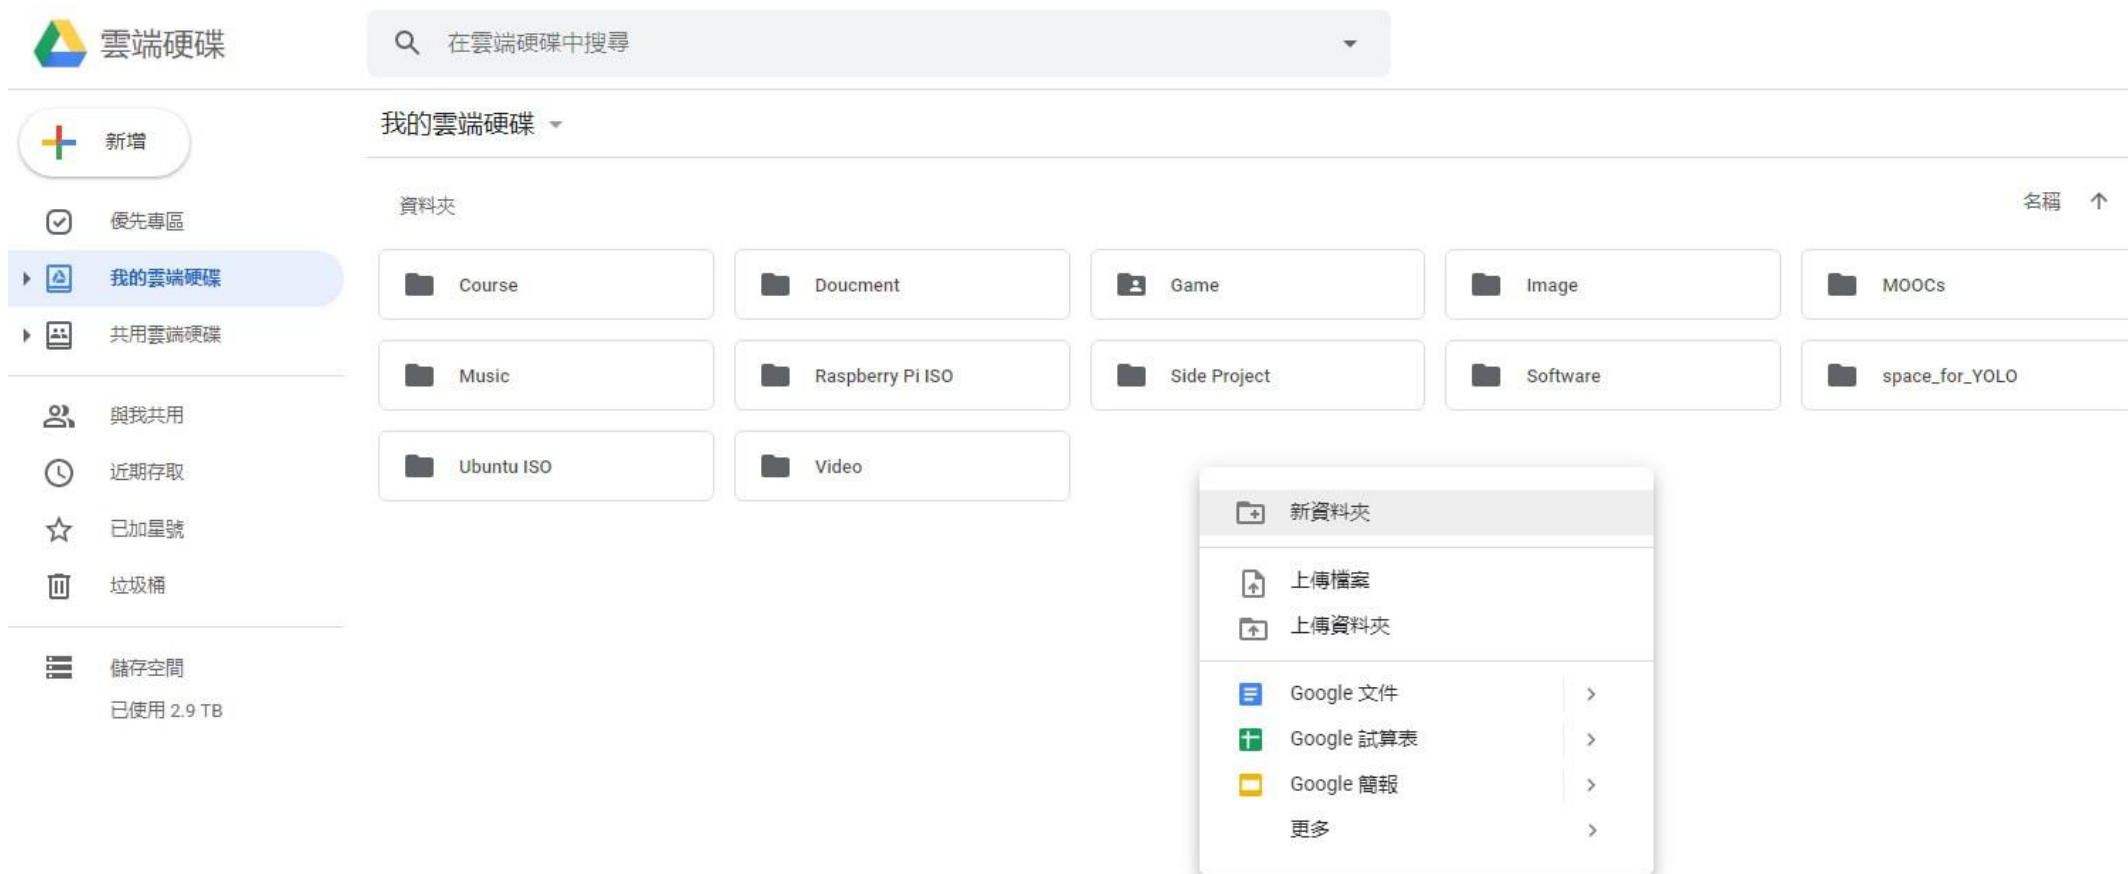 雲端硬碟
在雲端硬碟中搜尋
新增
我的雲端硬碟
優先專區
我的雲端硬碟
共用雲端硬碟
與我共用
近期存取
已加星號
垃圾桶
儲存空間
已使用 2.9 TB
資料夾
名稱
Course
Doucment
Game
Image
MOOCs
Music
Raspberry Pi ISO
Side Project
Software
space_for_YOLO
Ubuntu ISO
Video
新資料夾
上傳檔案
上傳資料夾
Google 文件
Google 試算表
Google 簡報
更多